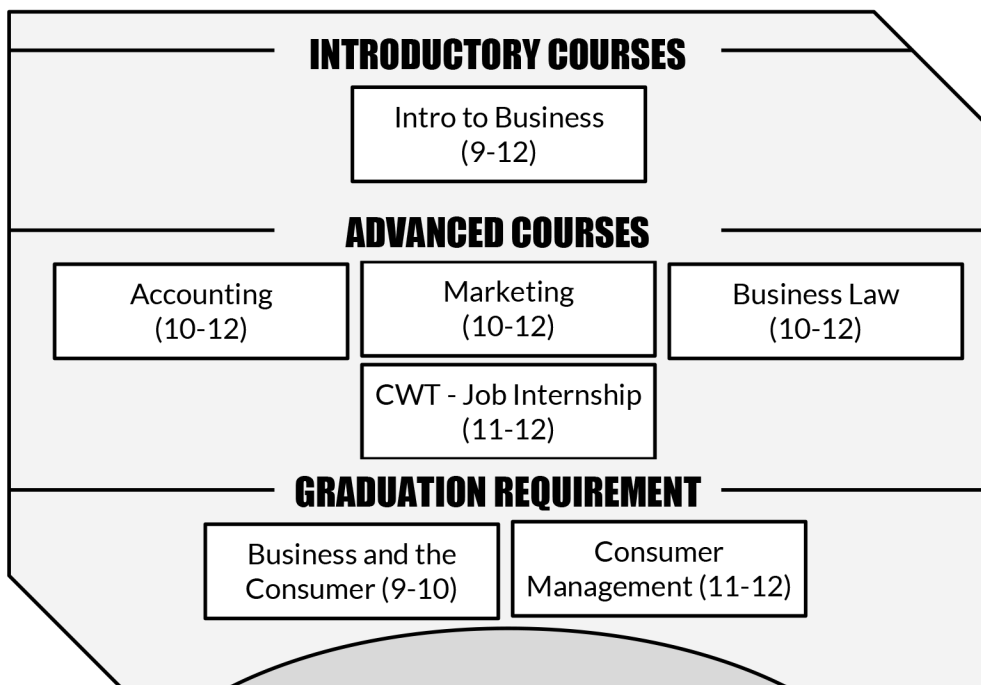 INTRODUCTORY COURSES
Intro to Business
(9-12)
ADVANCED COURSES
Accounting
(10-12)
Marketing
(10-12)
Business Law
(10-12)
CWT - Job Internship
(11-12)
GRADUATION REQUIREMENT
Business and the
Consumer (9-10)
Consumer
Management (11-12)